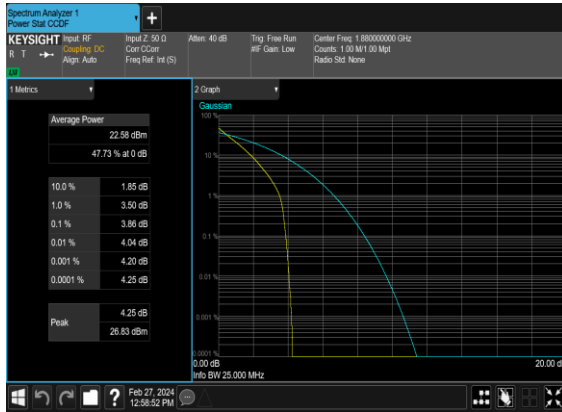 Spectrum Analyzer 1
Power Stat CCDF
KEYSIGHT
R T
LU
Input: RF
Coupling: DC
Align: Auto
Input Z: 50 Ω
Corr CCorr
Freq Ref: Int (S)
Atten: 40 dB
Trig: Free Run
#IF Gain: Low
Center Freq: 1.880000000 GHz
Counts: 1.00 M/1.00 Mpt
Radio Std: None
1 Metrics
Average Power
22.58 dBm
47.73 % at 0 dB
10.0 % 1.85 dB
1.0 % 3.50 dB
0.1 % 3.86 dB
0.01 % 4.04 dB
0.001 % 4.20 dB
0.0001 % 4.25 dB
Peak
4.25 dB
26.83 dBm
2 Graph
Gaussian
100 %
10 %
1 %
0.1 %
0.01 %
0.001 %
0.0001 %
0.00 dB
20.00 d
Info BW 25.000 MHz
?
Feb 27, 2024
12:58:52 PM